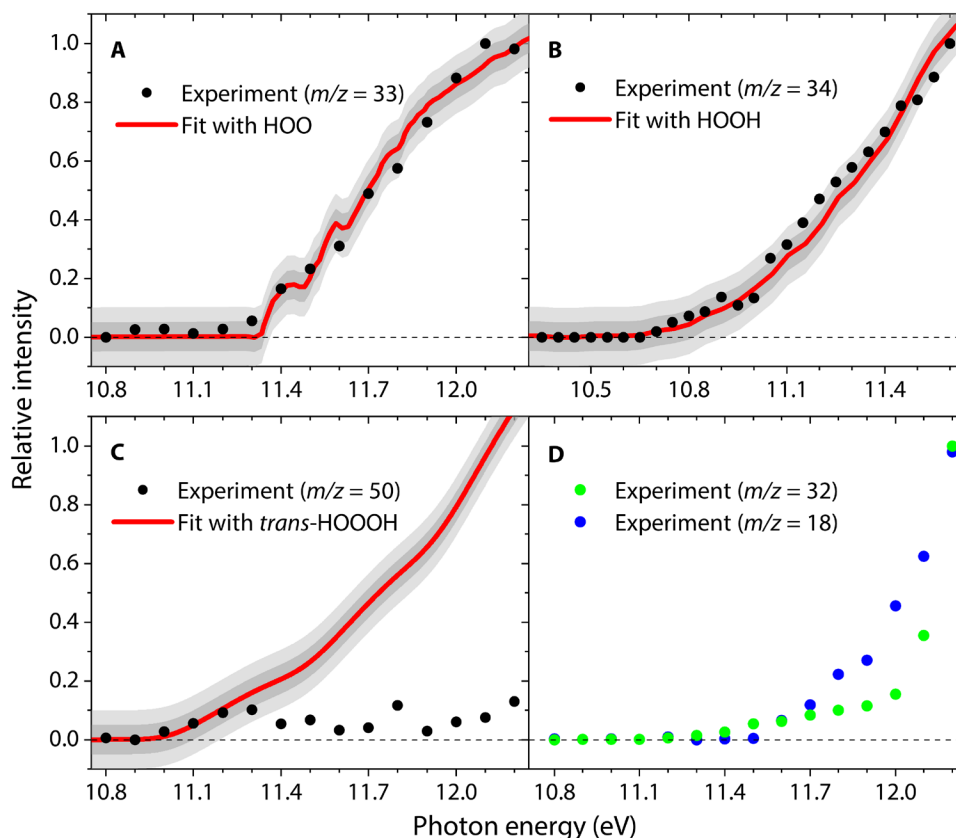 Relative intensity
A
Experiment (m/z = 33)
Fit with HOO
1.0
0.8
0.6
0.4
0.2
0.0
10.8 11.1 11.4 11.7 12.0
B
Experiment (m/z = 34)
Fit with HOOH
10.5 10.8 11.1 11.4
C
Experiment (m/z = 50)
Fit with trans-HOOOH
1.0
0.8
0.6
0.4
0.2
0.0
10.8 11.1 11.4 11.7 12.0
D
Experiment (m/z = 32)
Experiment (m/z = 18)
10.8 11.1 11.4 11.7 12.0
Photon energy (eV)